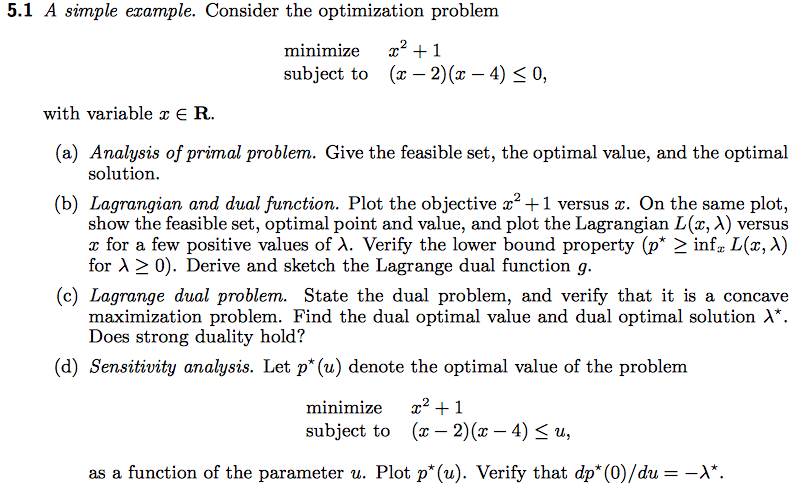 5.1 A simple example. Consider the optimization problem
minimize x² + 1
subject to (x − 2)(x − 4) ≤ 0,
with variable x ∈ R.
(a) Analysis of primal problem. Give the feasible set, the optimal value, and the optimal
solution.
(b) Lagrangian and dual function. Plot the objective x² + 1 versus x. On the same plot,
show the feasible set, optimal point and value, and plot the Lagrangian L(x, λ) versus
x for a few positive values of λ. Verify the lower bound property (p⋆ ≥ infₓ L(x, λ)
for λ ≥ 0). Derive and sketch the Lagrange dual function g.
(c) Lagrange dual problem. State the dual problem, and verify that it is a concave
maximization problem. Find the dual optimal value and dual optimal solution λ⋆.
Does strong duality hold?
(d) Sensitivity analysis. Let p⋆(u) denote the optimal value of the problem
minimize x² + 1
subject to (x − 2)(x − 4) ≤ u,
as a function of the parameter u. Plot p⋆(u). Verify that dp⋆(0)/du = −λ⋆.